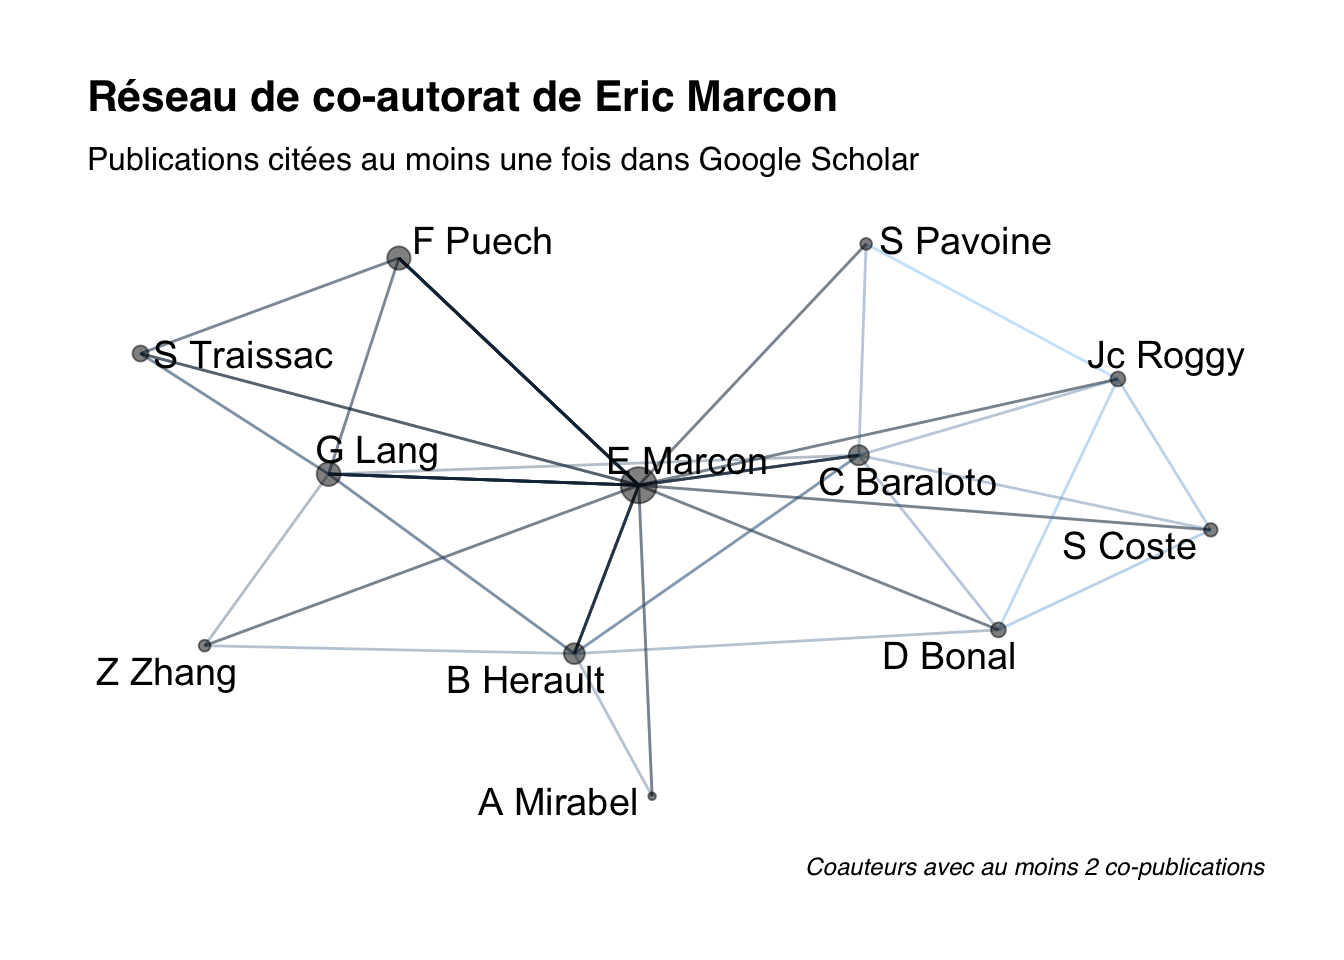 Réseau de co-autorat de Eric Marcon
Publications citées au moins une fois dans Google Scholar
F Puech
S Pavoine
S Traissac
Jc Roggy
G Lang
E Marcon
C Baraloto
S Coste
D Bonal
Z Zhang
B Herault
A Mirabel
Coauteurs avec au moins 2 co-publications